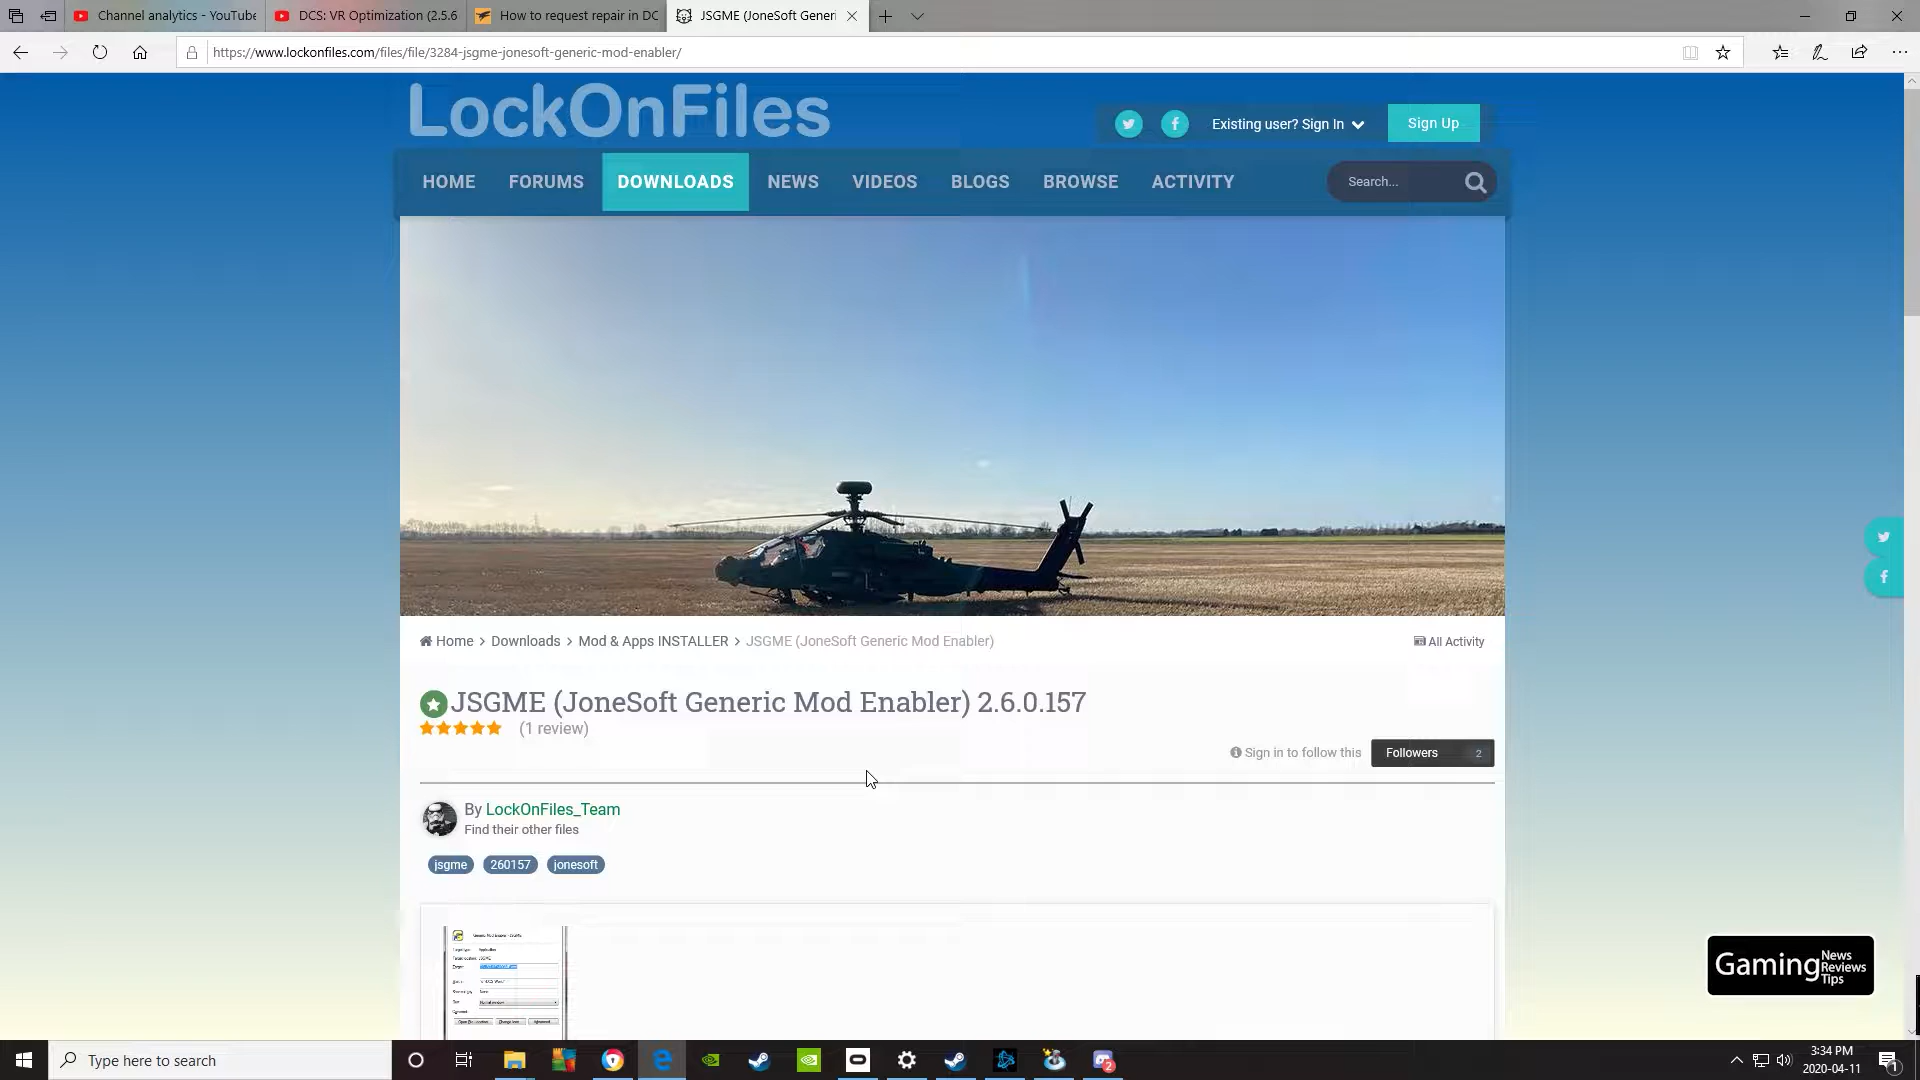 Channel analytics - YouTube
DCS: VR Optimization (2.5.6
How to request repair in DC
JSGME (JoneSoft Gener
https://www.lockonfiles.com/files/file/3284-jsgme-jonesoft-generic-mod-enabler/
LockOnFiles
Existing user? Sign In
Sign Up
HOME
FORUMS
DOWNLOADS
NEWS
VIDEOS
BLOGS
BROWSE
ACTIVITY
Search...
Home > Downloads > Mod & Apps INSTALLER > JSGME (JoneSoft Generic Mod Enabler)
All Activity
JSGME (JoneSoft Generic Mod Enabler) 2.6.0.157
(1 review)
Sign in to follow this
Followers 2
By LockOnFiles_Team
Find their other files
jsgme
260157
jonesoft
Gaming News
Reviews
Tips
Type here to search
3:34 PM
2020-04-11